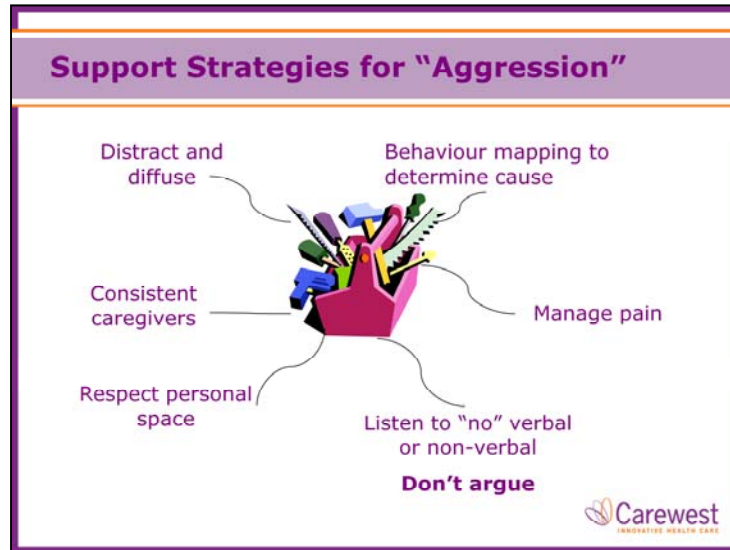 Support Strategies for “Aggression”
Distract and
diffuse
Behaviour mapping to
determine cause
Consistent
caregivers
Manage pain
Respect personal
space
Listen to “no” verbal
or non-verbal
Don’t argue
Carewest
INNOVATIVE HEALTH CARE